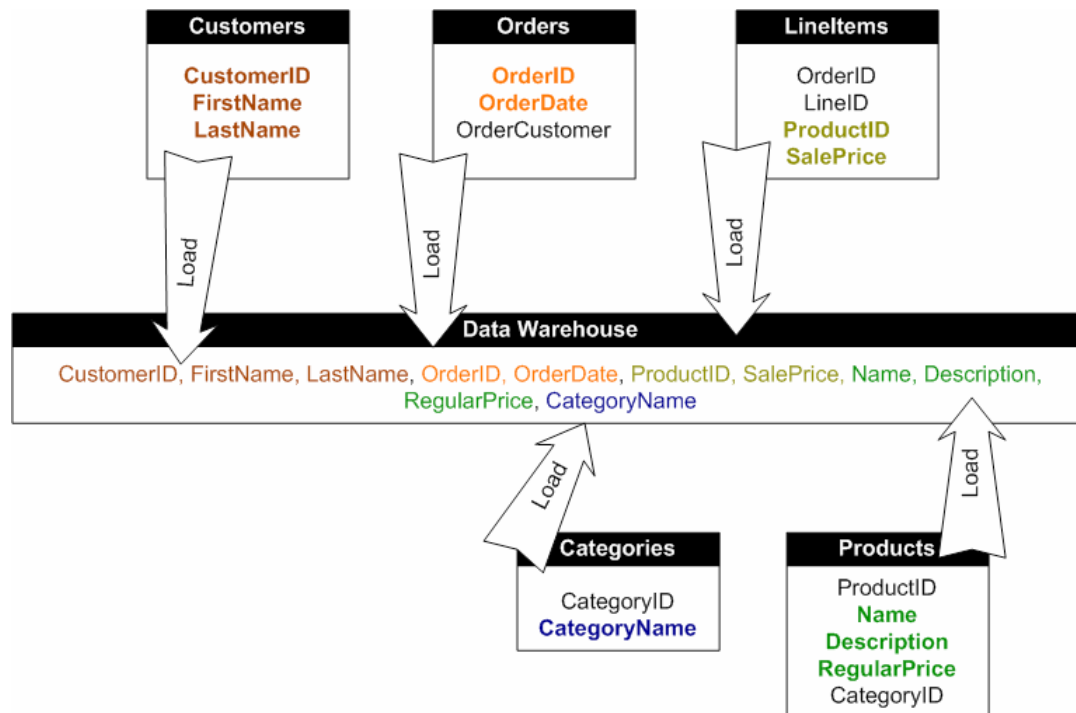 Customers
CustomerID
FirstName
LastName
Orders
OrderID
OrderDate
OrderCustomer
LineItems
OrderID
LineID
ProductID
SalePrice
Load
Load
Load
Data Warehouse
CustomerID, FirstName, LastName, OrderID, OrderDate, ProductID, SalePrice, Name, Description,
RegularPrice, CategoryName
Load
Load
Categories
CategoryID
CategoryName
Products
ProductID
Name
Description
RegularPrice
CategoryID